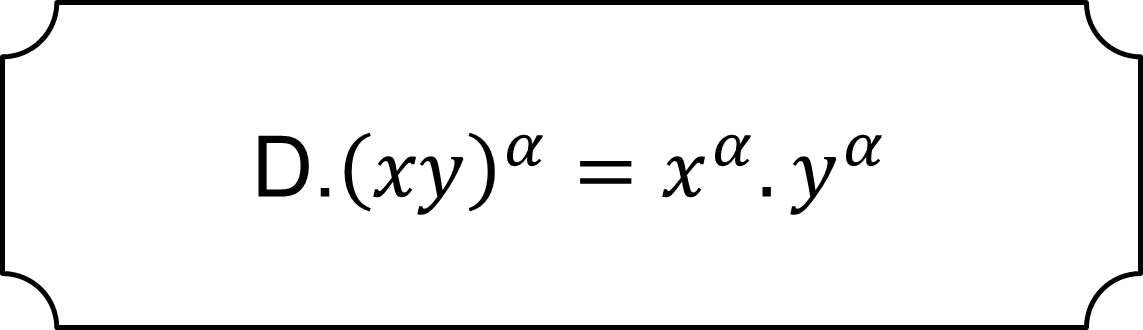 D.(𝑥𝑦)^𝛼 = 𝑥^𝛼.𝑦^𝛼